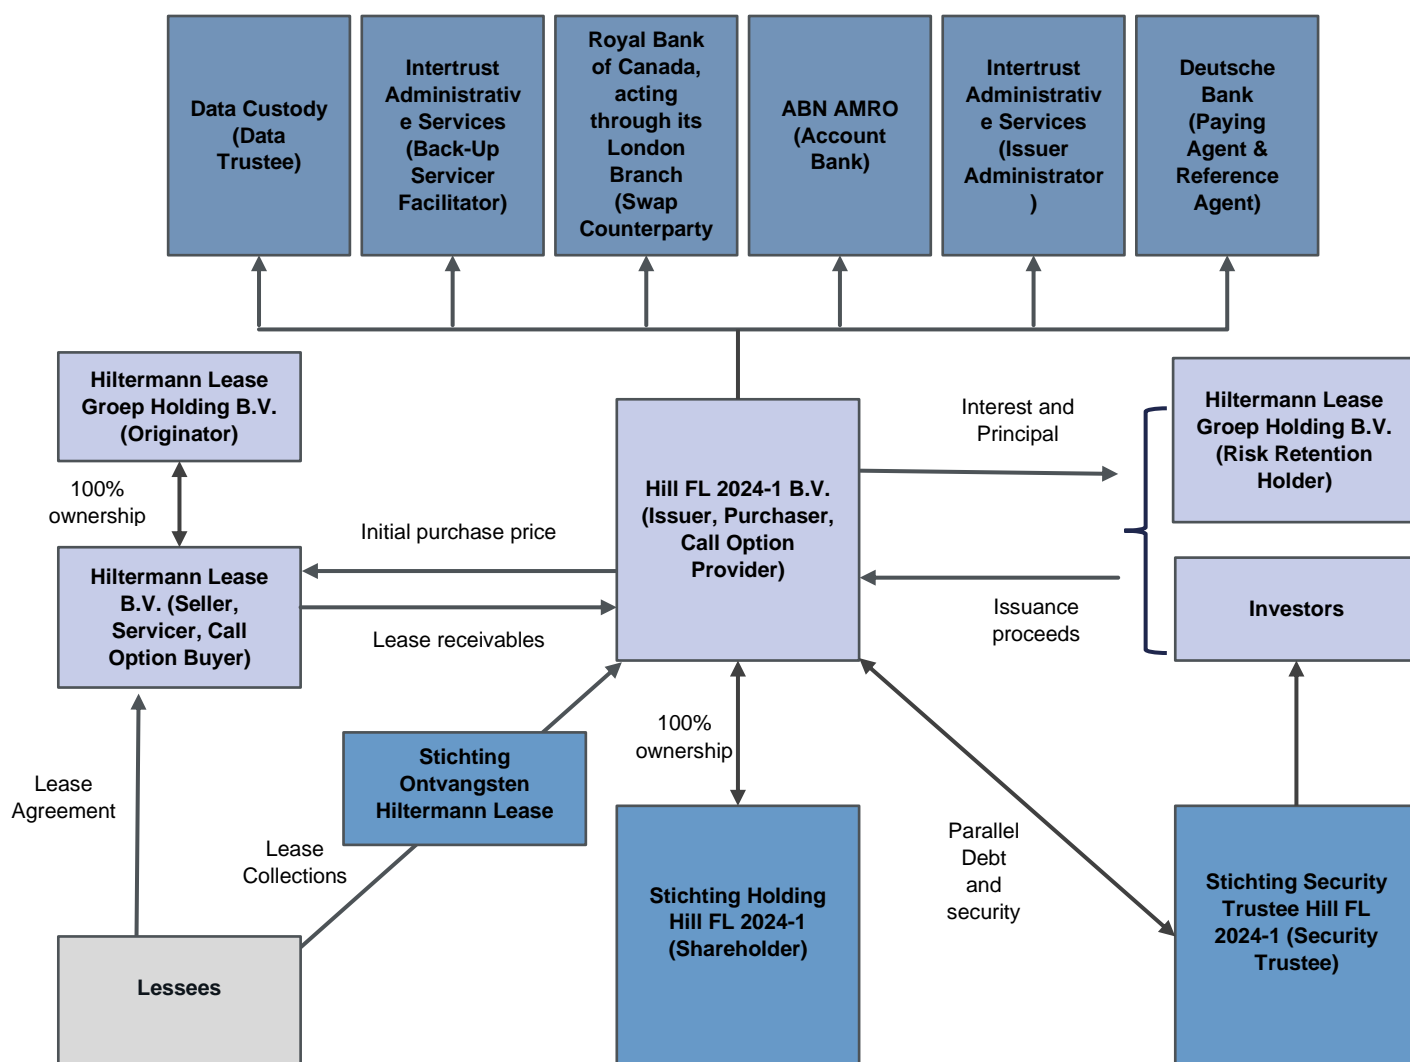 Data Custody
(Data
Trustee)
Intertrust
Administrativ
e Services
(Back-Up
Servicer
Facilitator)
Royal Bank
of Canada,
acting
through its
London
Branch
(Swap
Counterparty
ABN AMRO
(Account
Bank)
Intertrust
Administrativ
e Services
(Issuer
Administrator
)
Deutsche
Bank
(Paying
Agent &
Reference
Agent)
Hiltermann Lease
Groep Holding B.V.
(Originator)
100%
ownership
Hiltermann Lease
B.V. (Seller,
Servicer, Call
Option Buyer)
Initial purchase price
Lease receivables
Hill FL 2024-1 B.V.
(Issuer, Purchaser,
Call Option
Provider)
Interest and
Principal
Issuance
proceeds
Hiltermann Lease
Groep Holding B.V.
(Risk Retention
Holder)
Investors
Lease
Agreement
Stichting
Ontvangsten
Hiltermann Lease
Lease
Collections
100%
ownership
Parallel
Debt
and
security
Lessees
Stichting Holding
Hill FL 2024-1
(Shareholder)
Stichting Security
Trustee Hill FL
2024-1 (Security
Trustee)